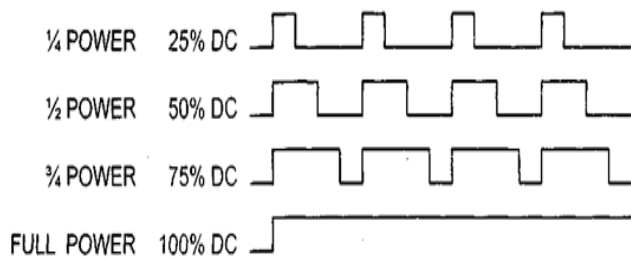 ¼ POWER 25% DC
½ POWER 50% DC
¾ POWER 75% DC
FULL POWER 100% DC